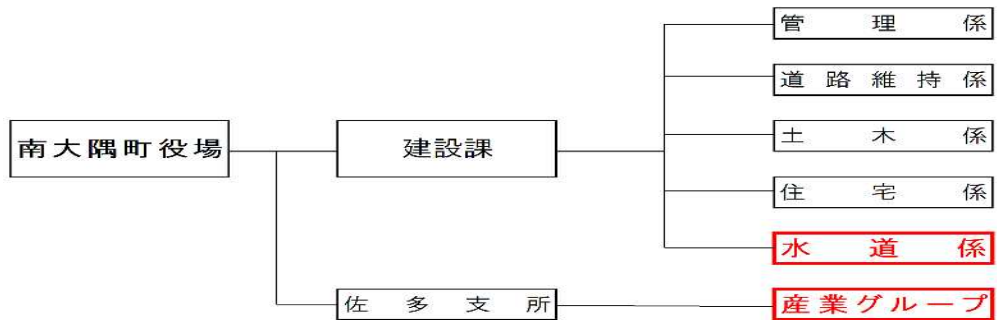 管理係
道路維持係
土木係
南大隅町役場
建設課
住宅係
水道係
佐多支所
産業グループ